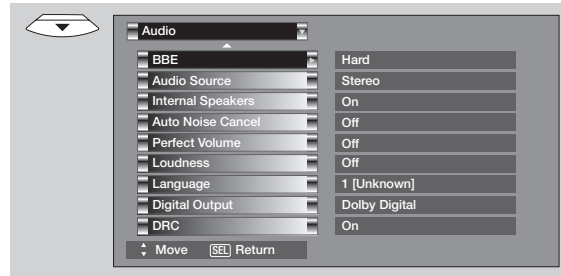 Audio
BBE Hard
Audio Source Stereo
Internal Speakers On
Auto Noise Cancel Off
Perfect Volume Off
Loudness Off
Language 1 [Unknown]
Digital Output Dolby Digital
DRC On
Move SEL Return